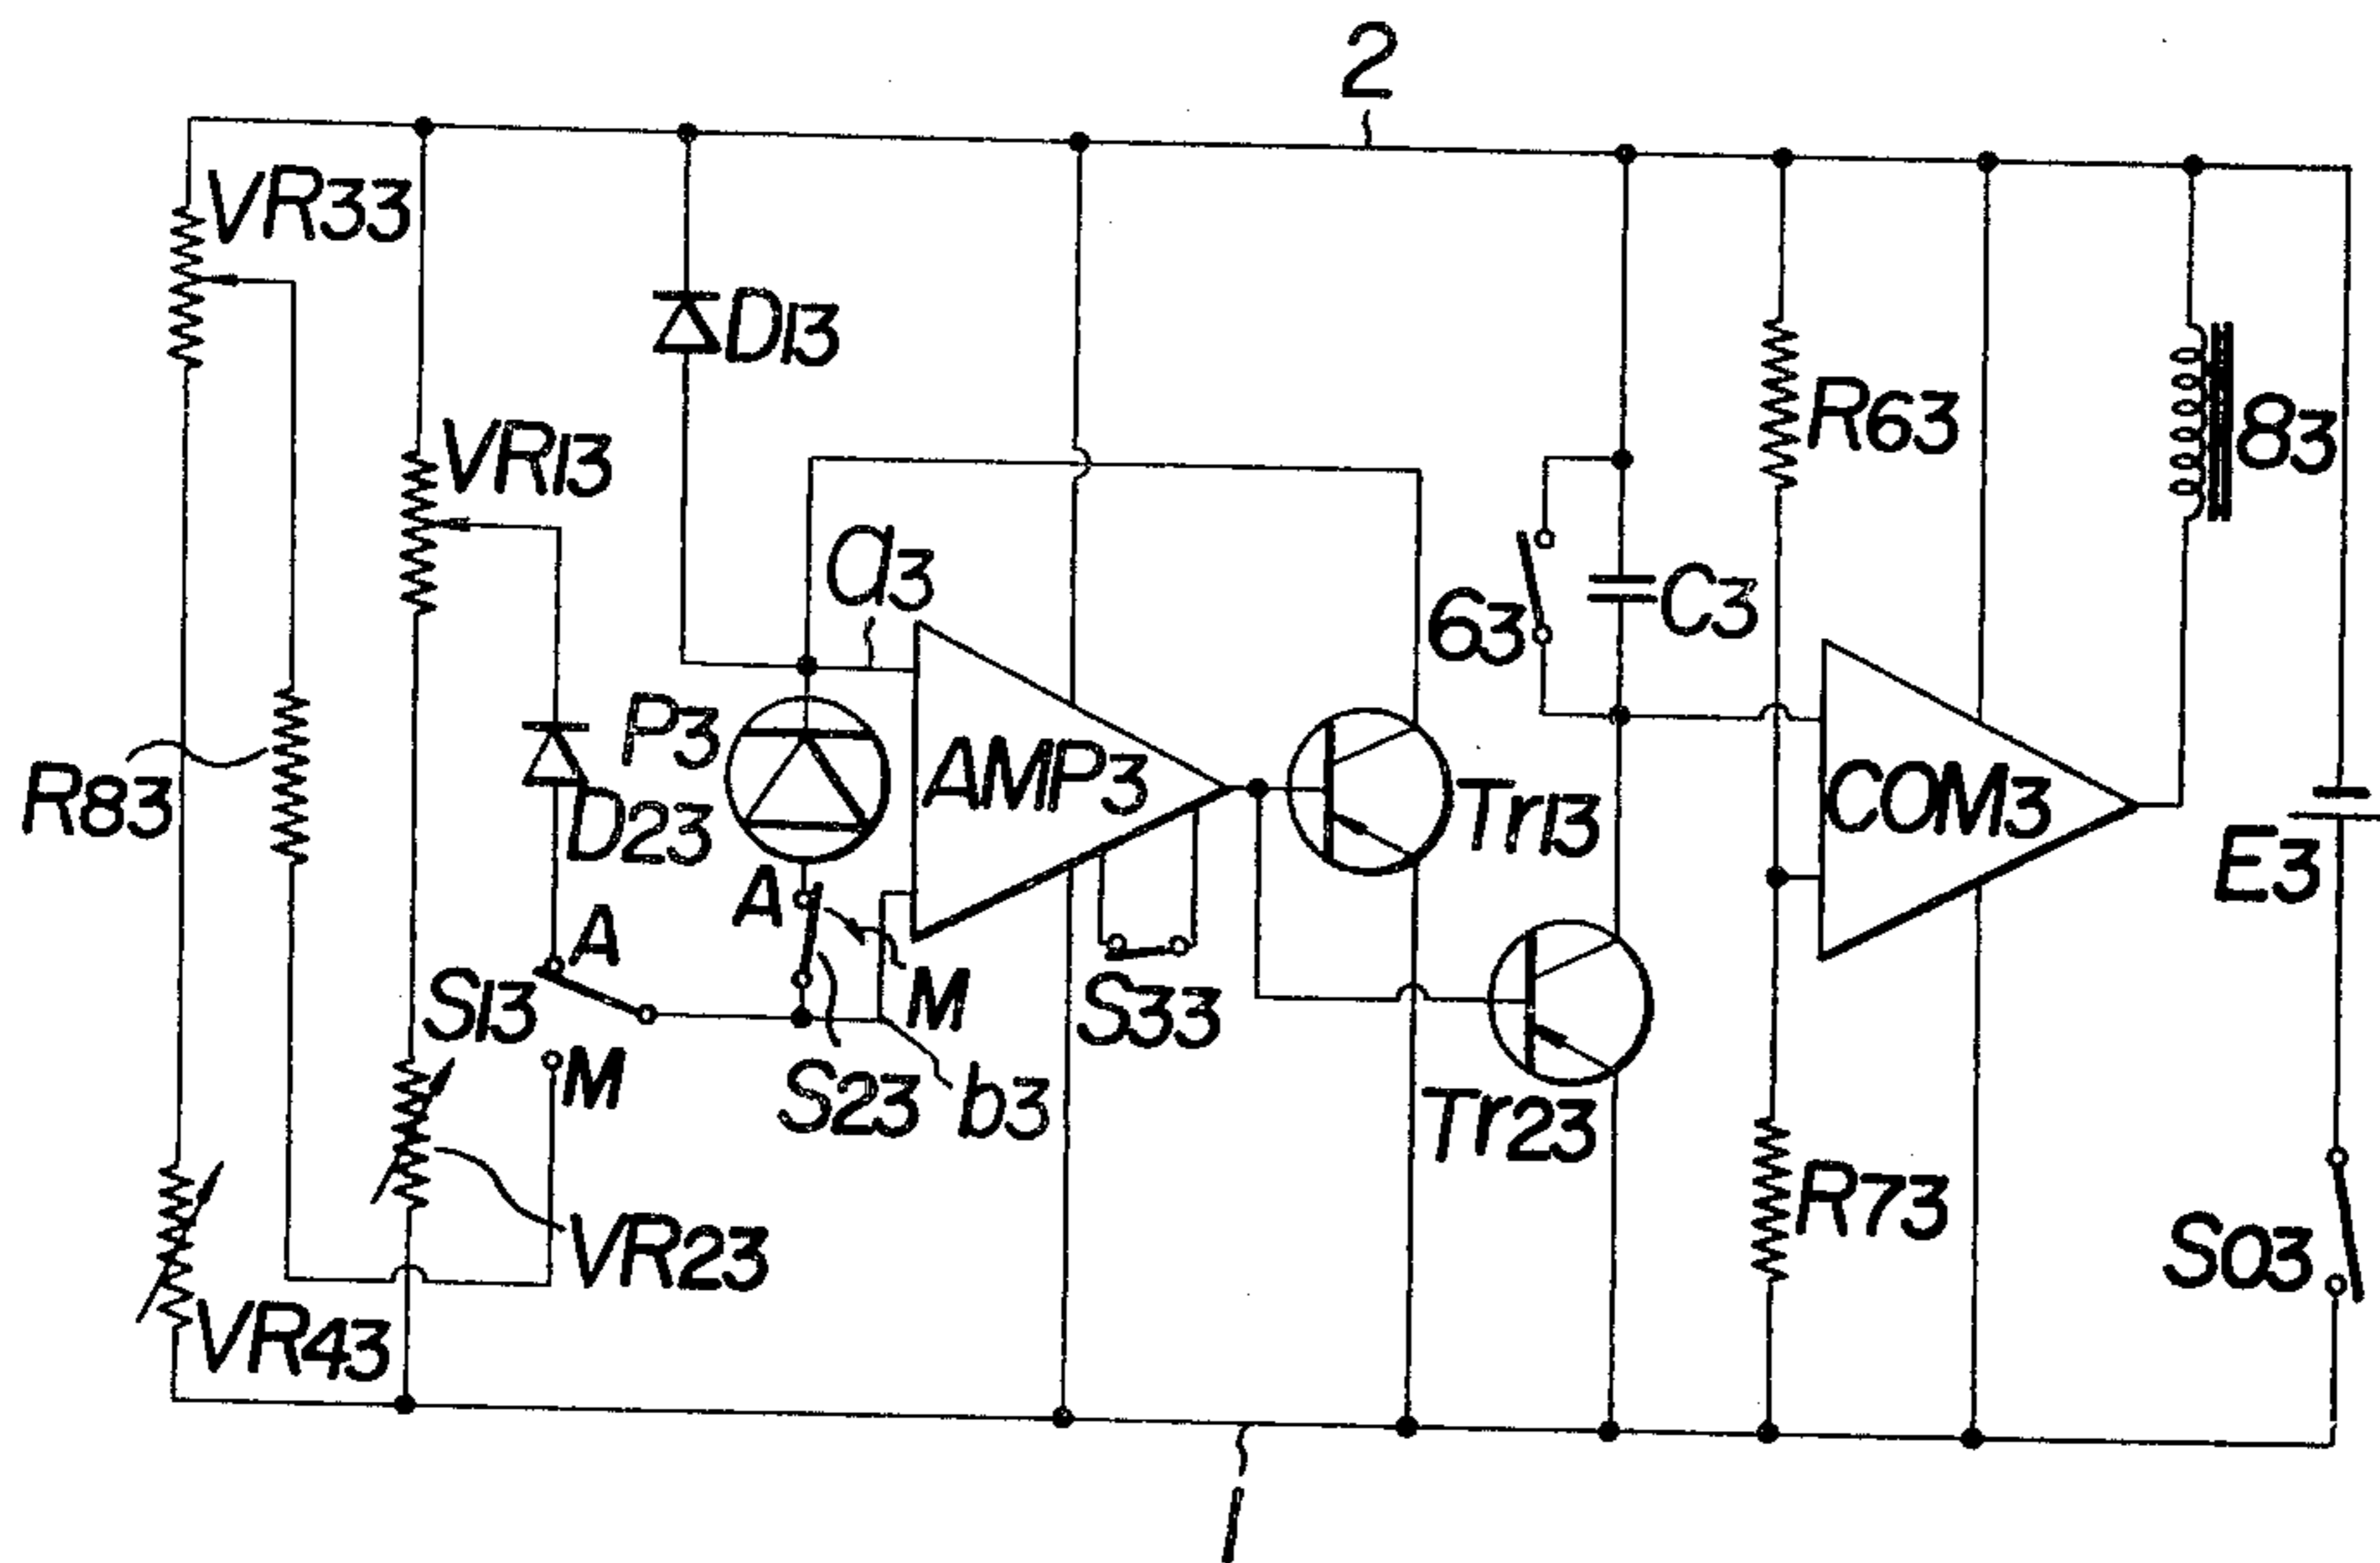 2
VR33
D13
VR13
R63
83
a3
63
C3
P3
R83
D23
AMP3
Tr13
COM3
E3
A
A
S13
M
S33
M
S23
b3
Tr23
R73
VR23
S03
VR43
1